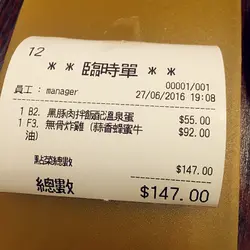 12
** 臨時單 **
00001/001
員工：manager 27/06/2016 19:08
1 B2. 黑豚肉拌飯配溫泉蛋 $55.00
1 F3. 無骨炸雞（蒜香蜂蜜牛 $92.00
油）
點菜總數 $147.00
總數 $147.00